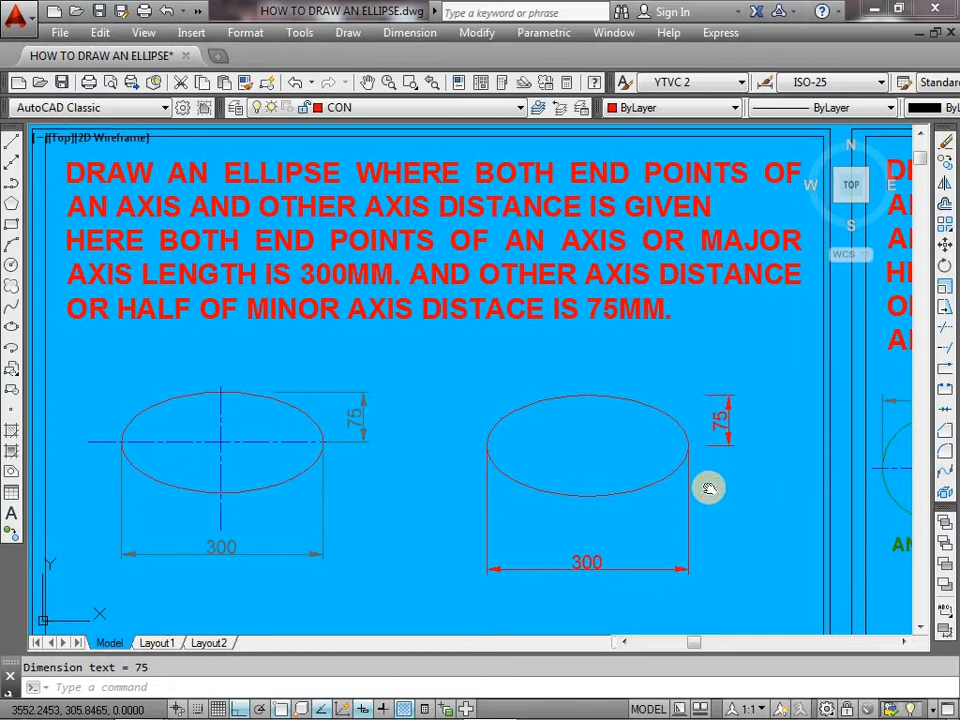 HOW TO DRAW AN ELLIPSE.dwg
Type a keyword or phrase
Sign In
File Edit View Insert Format Tools Draw Dimension Modify Parametric Window Help Express
HOW TO DRAW AN ELLIPSE*
YTVC 2
ISO-25
Standar
AutoCAD Classic
CON
ByLayer
ByLayer
ByLayer
[–][Top][2D Wireframe]
DRAW AN ELLIPSE WHERE BOTH END POINTS OF
AN AXIS AND OTHER AXIS DISTANCE IS GIVEN
HERE BOTH END POINTS OF AN AXIS OR MAJOR
AXIS LENGTH IS 300MM. AND OTHER AXIS DISTANCE
OR HALF OF MINOR AXIS DISTACE IS 75MM.
N
W TOP E
S
WCS
75
75
300
300
Y
X
Model Layout1 Layout2
Dimension text = 75
Type a command
3552.2453, 305.8465, 0.0000
MODEL
1:1